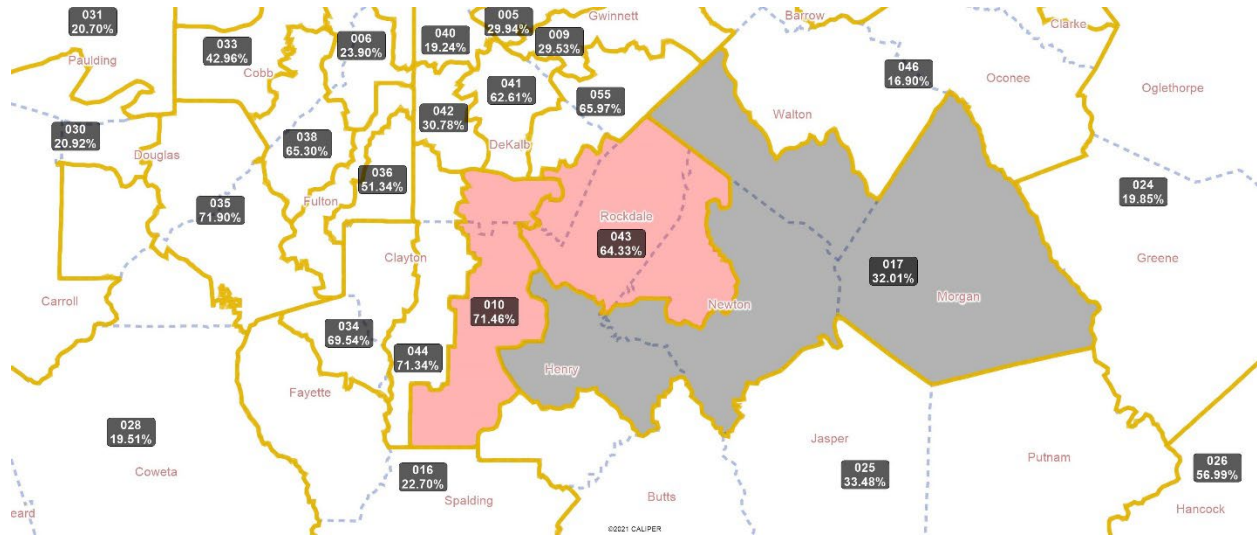 031
20.70%
Paulding
033
42.96%
Cobb
006
23.90%
040
19.24%
005
29.94%
009
29.53%
Gwinnett
Barrow
Clarke
046
16.90%
Oconee
Oglethorpe
041
62.61%
055
65.97%
Walton
030
20.92%
Douglas
038
65.30%
042
30.78%
DeKalb
036
51.34%
035
71.90%
Fulton
Rockdale
043
64.33%
024
19.85%
Greene
Clayton
Carroll
010
71.46%
017
32.01%
Morgan
Newton
034
69.54%
044
71.34%
Henry
Fayette
028
19.51%
Coweta
016
22.70%
Spalding
Butts
Jasper
025
33.48%
Putnam
026
56.99%
Hancock
eard
©2021 CALIPER